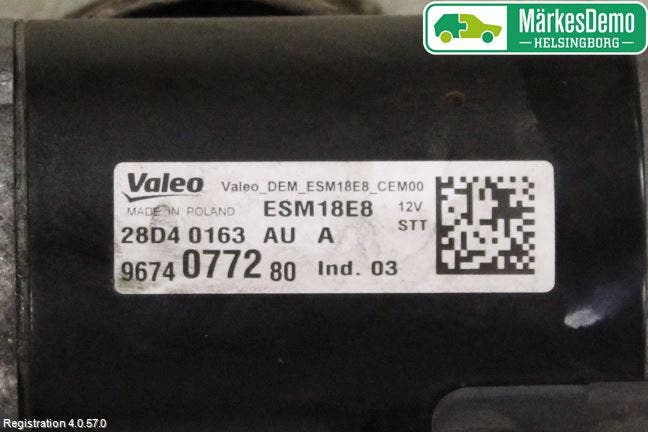 MärkesDemo
HELSINGBORG
Valeo Valeo_DEM_ESM18E8_CEM00
MADE IN POLAND ESM18E8 12V
STT
28D4 0163 AU A
96740 0772 80 Ind. 03
Registration 4.0.57.0